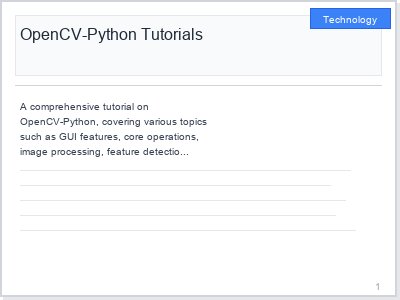 Technology
OpenCV-Python Tutorials
A comprehensive tutorial on
OpenCV-Python, covering various topics
such as GUI features, core operations,
image processing, feature detectio...
1